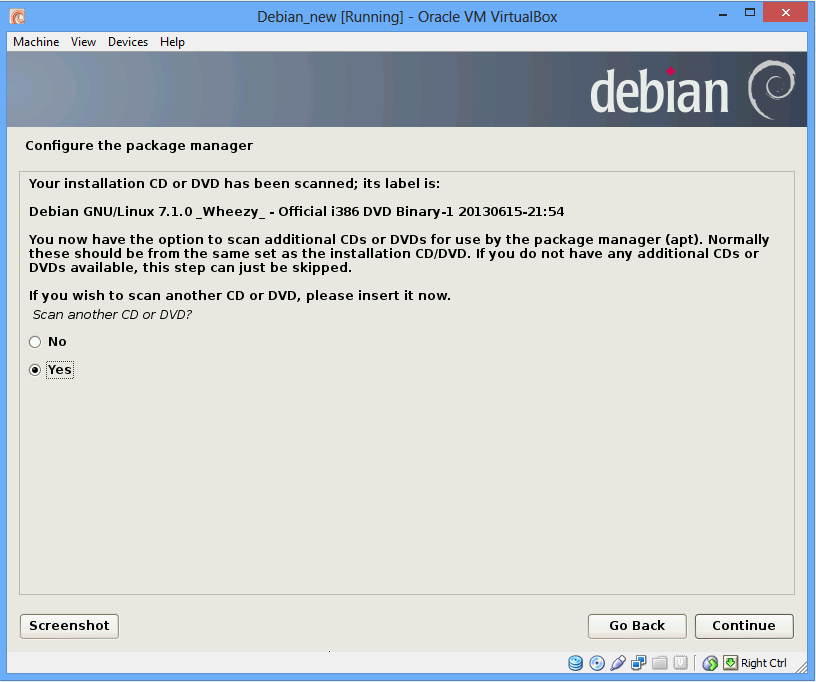 Debian_new [Running] - Oracle VM VirtualBox
Machine View Devices Help
debian
Configure the package manager
Your installation CD or DVD has been scanned; its label is:
Debian GNU/Linux 7.1.0 _Wheezy_ - Official i386 DVD Binary-1 20130615-21:54
You now have the option to scan additional CDs or DVDs for use by the package manager (apt). Normally
these should be from the same set as the installation CD/DVD. If you do not have any additional CDs or
DVDs available, this step can just be skipped.
If you wish to scan another CD or DVD, please insert it now.
Scan another CD or DVD?
No
Yes
Screenshot
Go Back
Continue
Right Ctrl